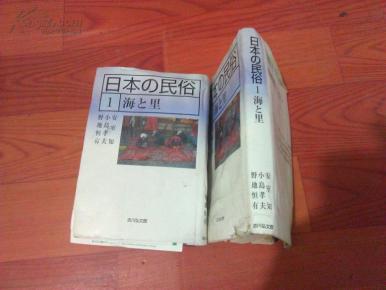 日本の民俗
1 海と里
安室 知
小島孝夫
野地恒有
吉川弘文館
日本の民俗 1 海と里
安室 知
小島孝夫
野地恒有